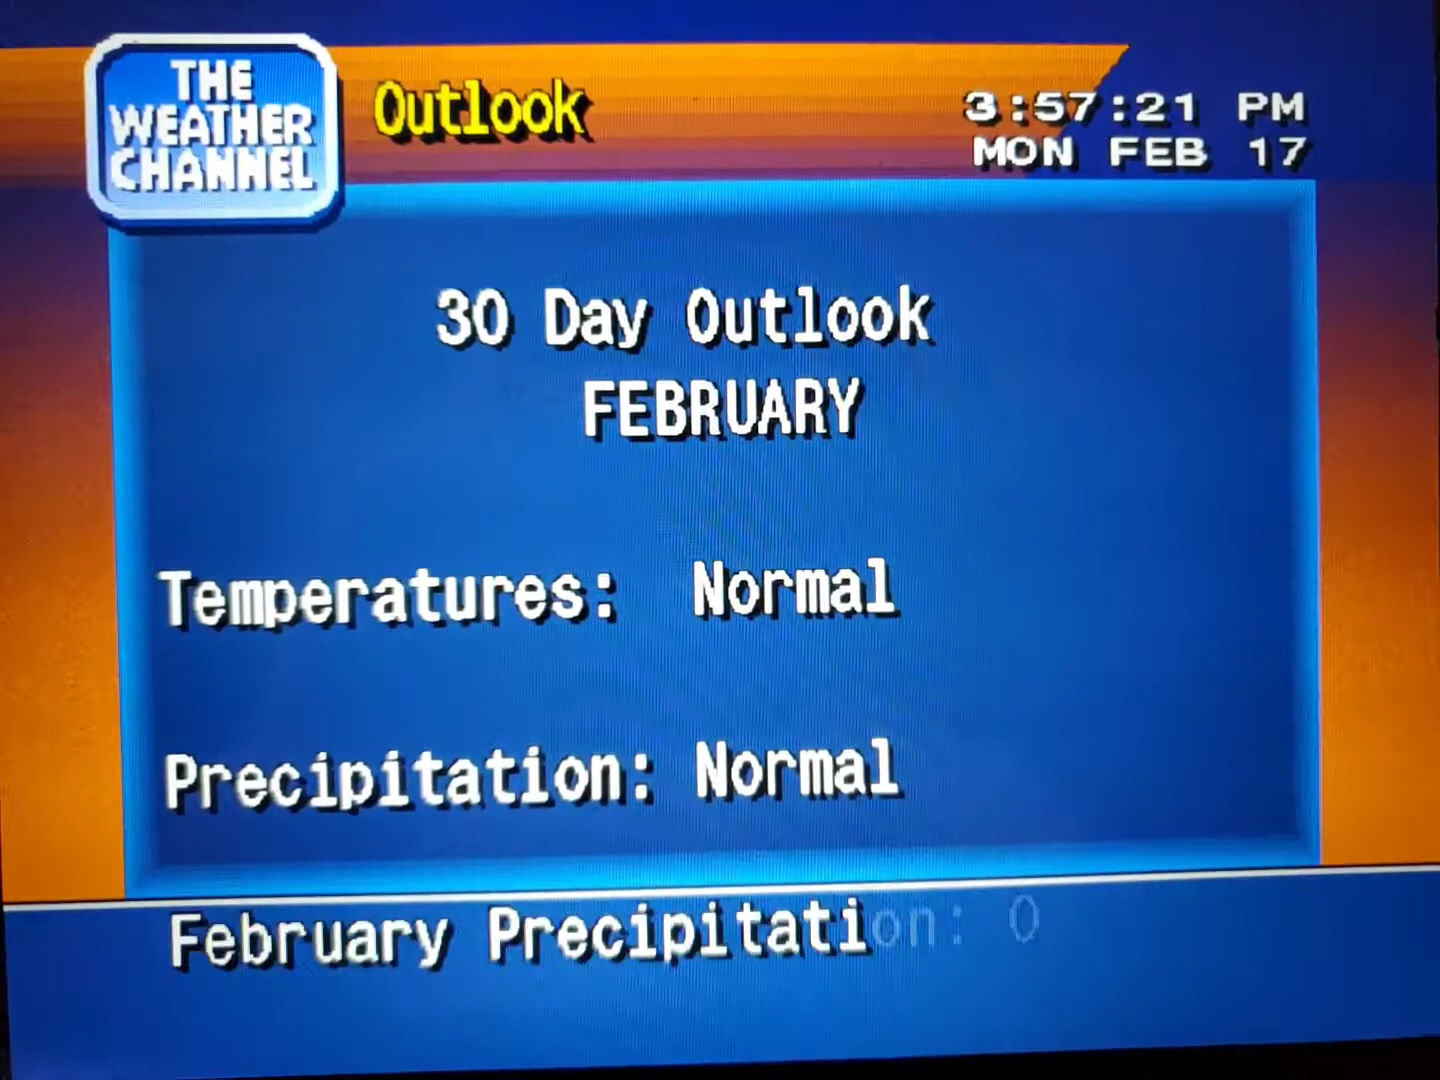 THE
WEATHER
CHANNEL
Outlook
3:57:21 PM
MON FEB 17
30 Day Outlook
FEBRUARY
Temperatures: Normal
Precipitation: Normal
February Precipitation: 0